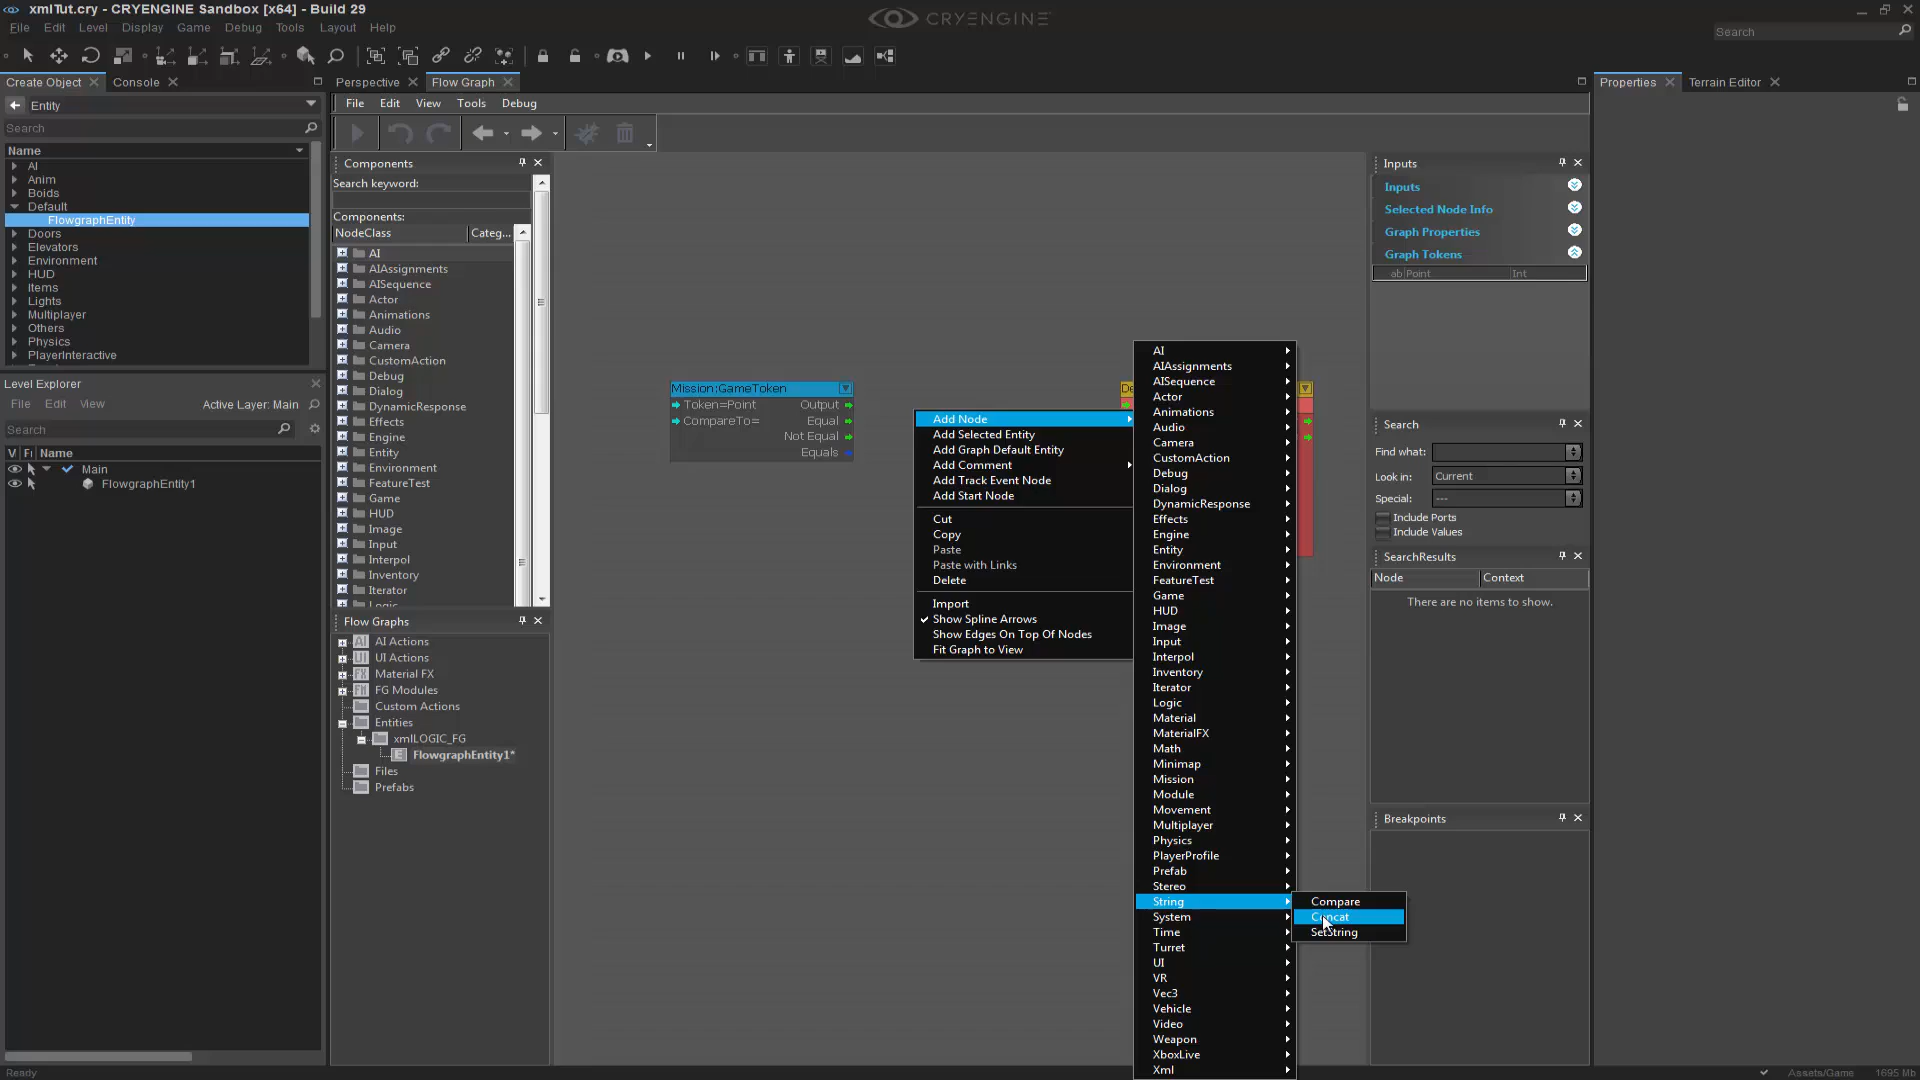 xmlTut.cry - CRYENGINE Sandbox [x64] - Build 29
CRYENGINE
File Edit Level Display Game Debug Tools Layout Help
Search
Create Object
Console
Perspective
Flow Graph
Properties
Terrain Editor
Entity
Search
Name
AI
Anim
Boids
Default
FlowgraphEntity
Doors
Elevators
Environment
HUD
Items
Lights
Multiplayer
Others
Physics
PlayerInteractive
Level Explorer
File Edit View
Active Layer: Main
Search
V
Name
Main
FlowgraphEntity1
File Edit View Tools Debug
Components
Search keyword:
Components:
NodeClass Categ...
AI
AIAssignments
AISequence
Actor
Animations
Audio
Camera
CustomAction
Debug
Dialog
DynamicResponse
Effects
Engine
Entity
Environment
FeatureTest
Game
HUD
Image
Input
Interpol
Inventory
Iterator
Logic
Flow Graphs
AI Actions
UI Actions
Material FX
FG Modules
Custom Actions
Entities
xmlLOGIC_FG
FlowgraphEntity1*
Files
Prefabs
Mission:GameToken
Token=Point Output
CompareTo= Equal
Not Equal
Equals
Add Node
Add Selected Entity
Add Graph Default Entity
Add Comment
Add Track Event Node
Add Start Node
Cut
Copy
Paste
Paste with Links
Delete
Import
Show Spline Arrows
Show Edges On Top Of Nodes
Fit Graph to View
AI
AIAssignments
AISequence
Actor
Animations
Audio
Camera
CustomAction
Debug
Dialog
DynamicResponse
Effects
Engine
Entity
Environment
FeatureTest
Game
HUD
Image
Input
Interpol
Inventory
Iterator
Logic
Material
MaterialFX
Math
Minimap
Mission
Module
Movement
Multiplayer
Physics
PlayerProfile
Prefab
Stereo
String
System
Time
Turret
UI
VR
Vec3
Vehicle
Video
Weapon
XboxLive
Xml
Compare
Concat
SetString
Inputs
Inputs
Selected Node Info
Graph Properties
Graph Tokens
ab Point Int
Search
Find what:
Look in: Current
Special: ---
Include Ports
Include Values
SearchResults
Node Context
There are no items to show.
Breakpoints
Ready
Assets/Game
1695 Mb